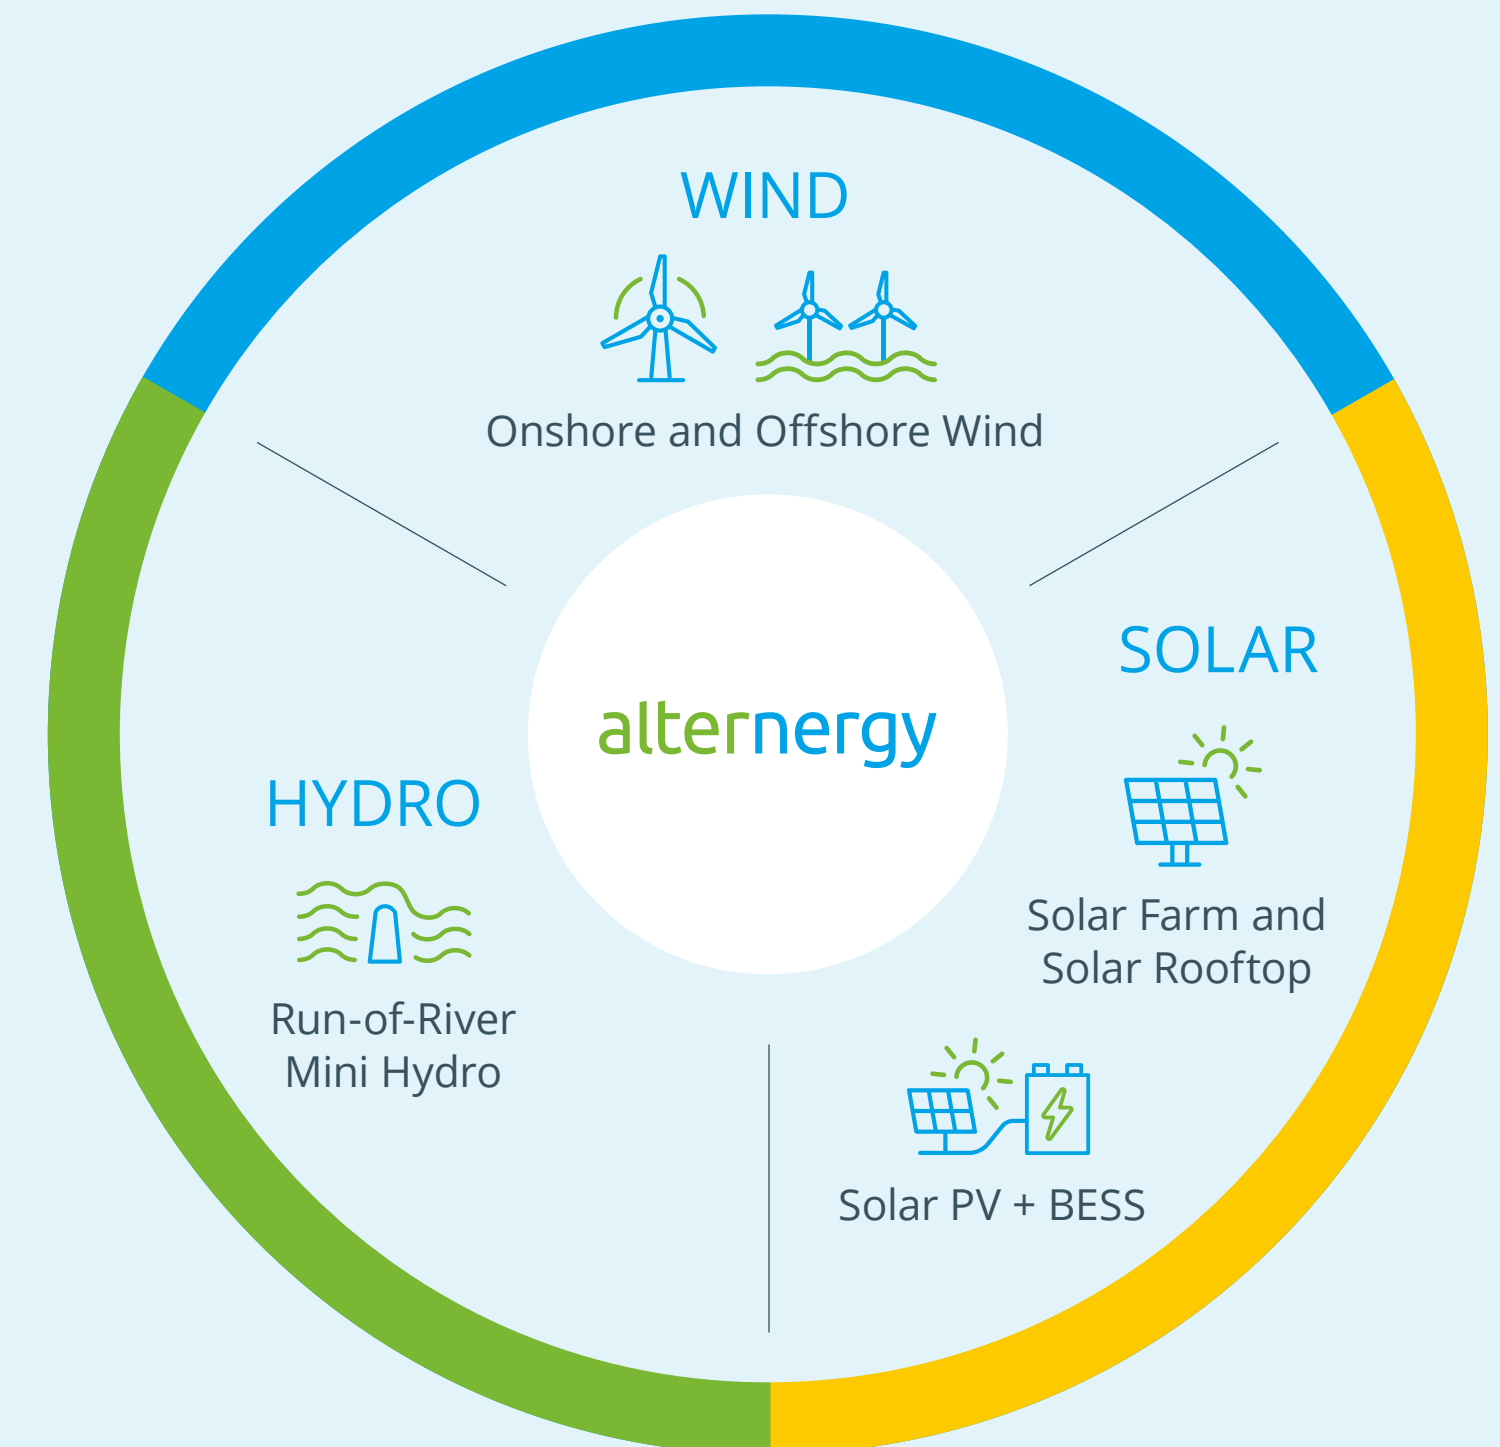 WIND
Onshore and Offshore Wind
alternergy
SOLAR
Solar Farm and
Solar Rooftop
Solar PV + BESS
HYDRO
Run-of-River
Mini Hydro